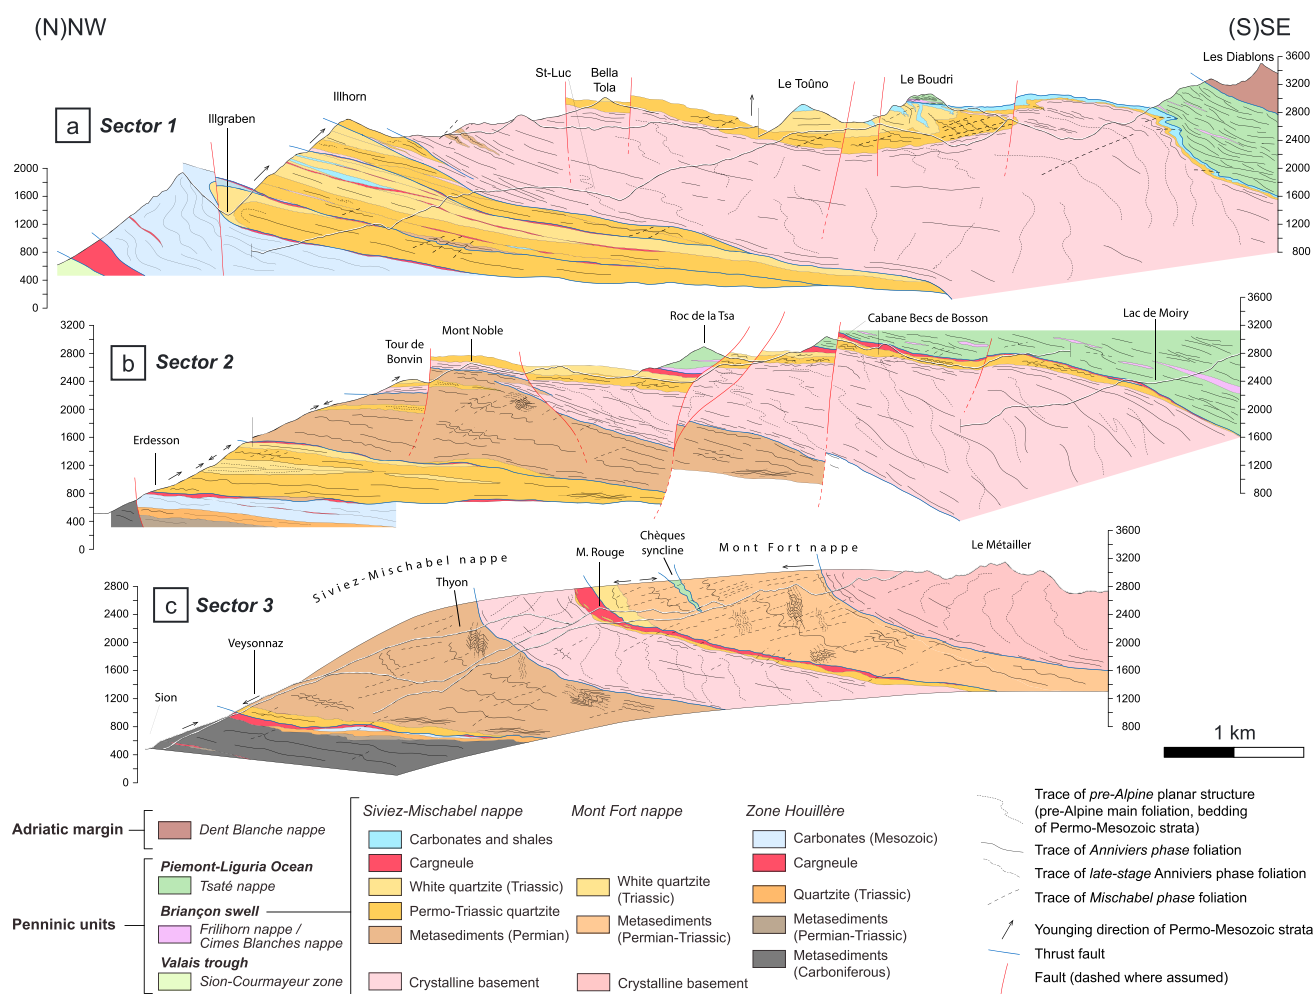 (N)NW
(S)SE
a Sector 1
Illgraben
Illhorn
St-Luc
Bella
Tola
Le Toûno
Le Boudri
Les Diablons
2000
1600
1200
800
400
0
3600
3200
2800
2400
2000
1600
1200
800
b Sector 2
Erdesson
Tour de
Bonvin
Mont Noble
Roc de la Tsa
Cabane Becs de Bosson
Lac de Moiry
3200
2800
2400
2000
1600
1200
800
400
0
3600
3200
2800
2400
2000
1600
1200
800
c Sector 3
Sion
Veysonnaz
Siviez-Mischabel nappe
Thyon
M. Rouge
Chèques
syncline
Mont Fort nappe
Le Métailler
2800
2400
2000
1600
1200
800
400
0
3600
3200
2800
2400
2000
1600
1200
800
1 km
Adriatic margin
Dent Blanche nappe
Penninic units
Piemont-Liguria Ocean
Tsaté nappe
Briançon swell
Frilihorn nappe /
Cimes Blanches nappe
Valais trough
Sion-Courmayeur zone
Siviez-Mischabel nappe
Carbonates and shales
Cargneule
White quartzite (Triassic)
Permo-Triassic quartzite
Metasediments (Permian)
Crystalline basement
Mont Fort nappe
White quartzite
(Triassic)
Metasediments
(Permian-Triassic)
Crystalline basement
Zone Houillère
Carbonates (Mesozoic)
Cargneule
Quartzite (Triassic)
Metasediments
(Permian-Triassic)
Metasediments
(Carboniferous)
Trace of pre-Alpine planar structure
(pre-Alpine main foliation, bedding
of Permo-Mesozoic strata)
Trace of Anniviers phase foliation
Trace of late-stage Anniviers phase foliation
Trace of Mischabel phase foliation
Younging direction of Permo-Mesozoic strata
Thrust fault
Fault (dashed where assumed)